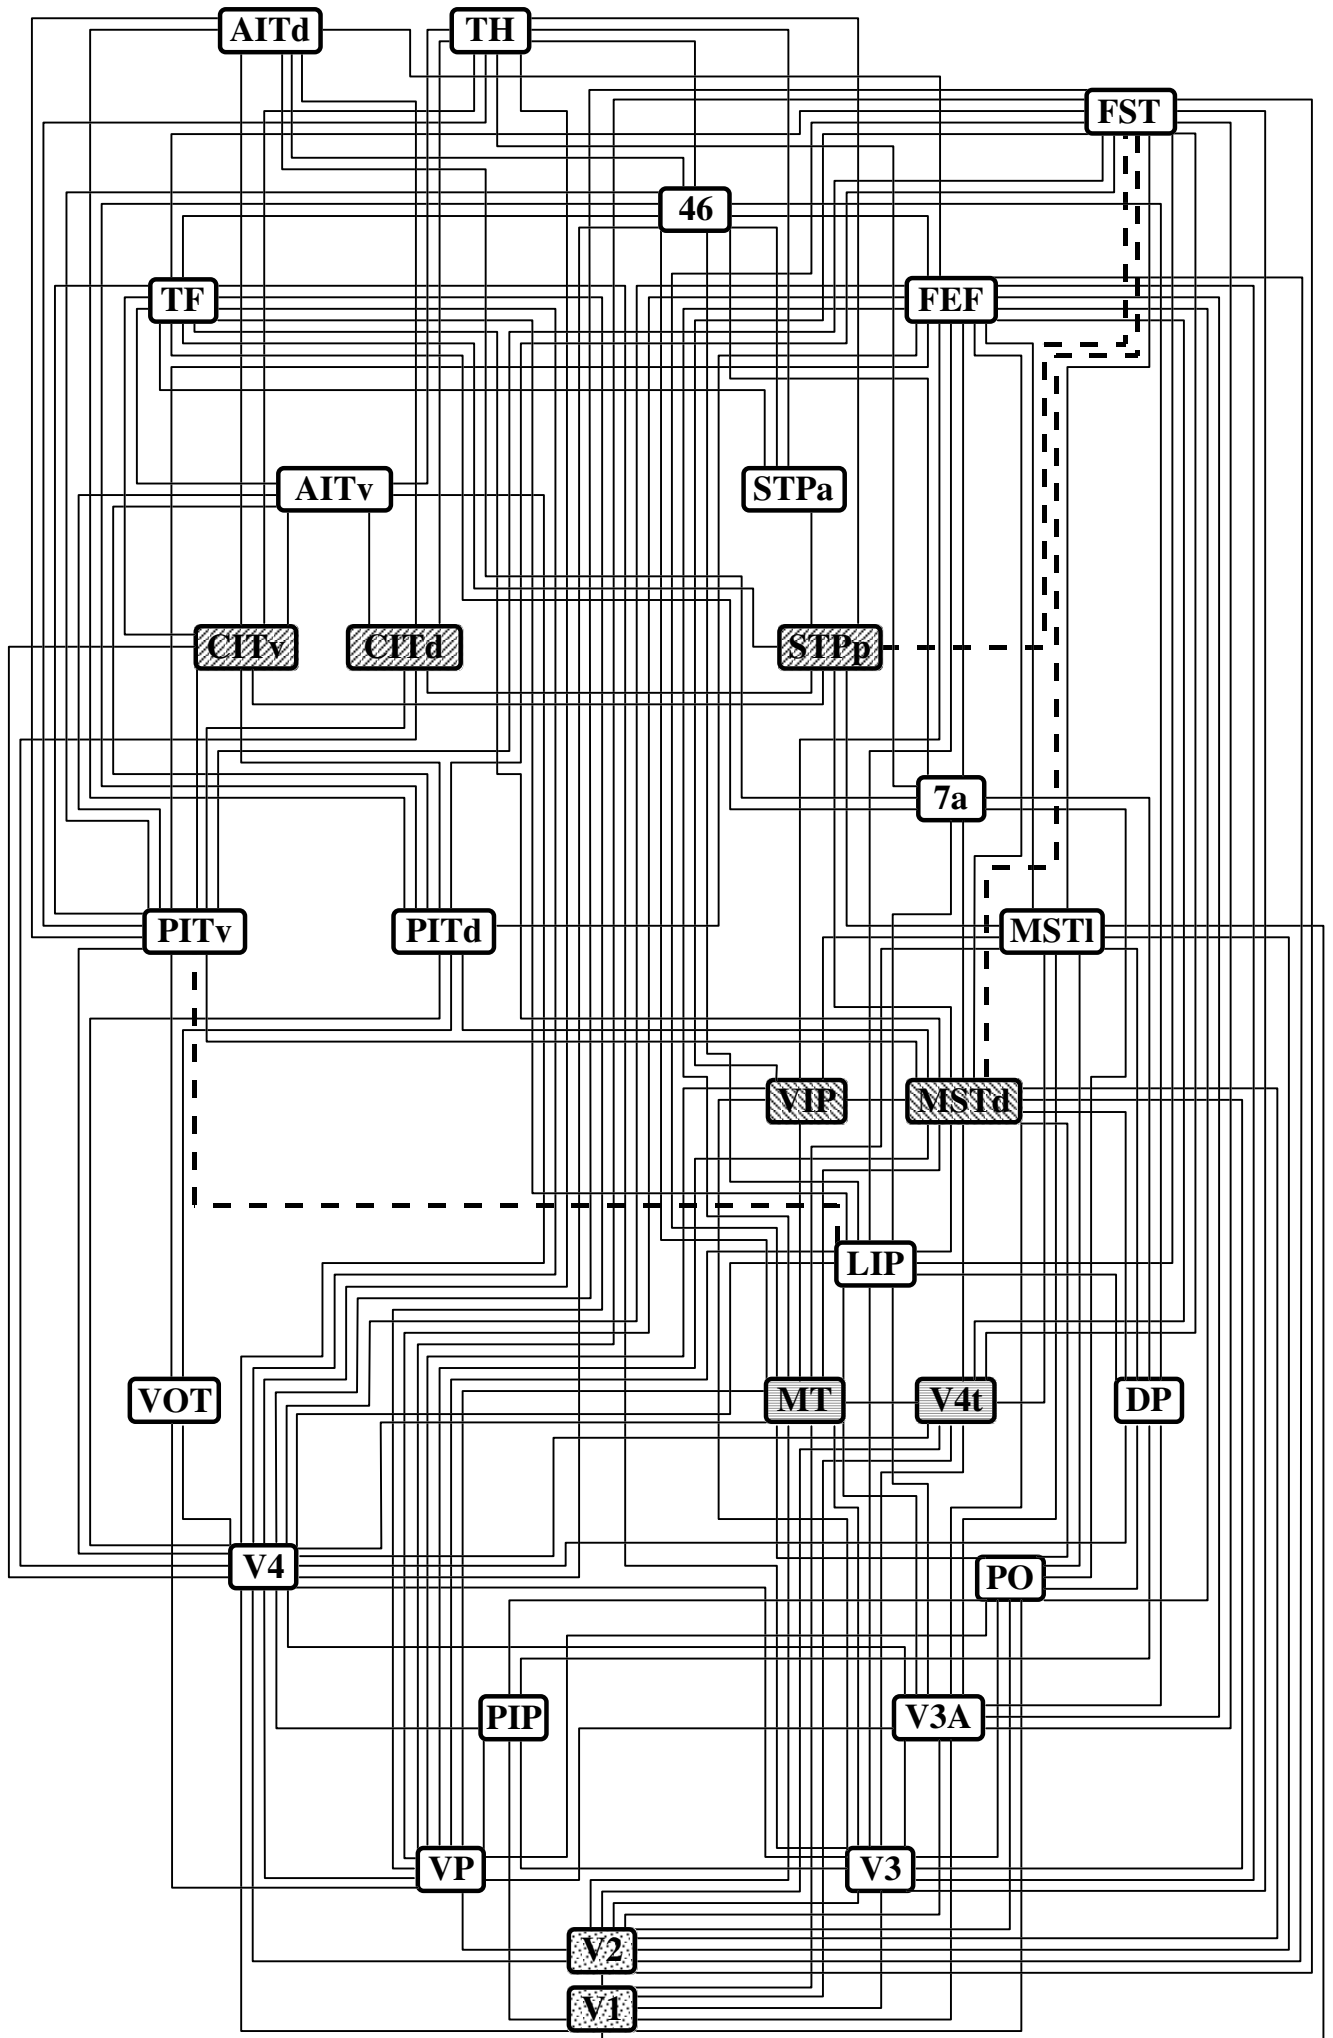 AITd TH
FST
46
TF FEF
AITv STPa
CITv CITd STPp
7a
PITv PITd MSTl
VIP MSTd
LIP
VOT MT V4t DP
V4 PO
PIP V3A
VP V3
V2
V1